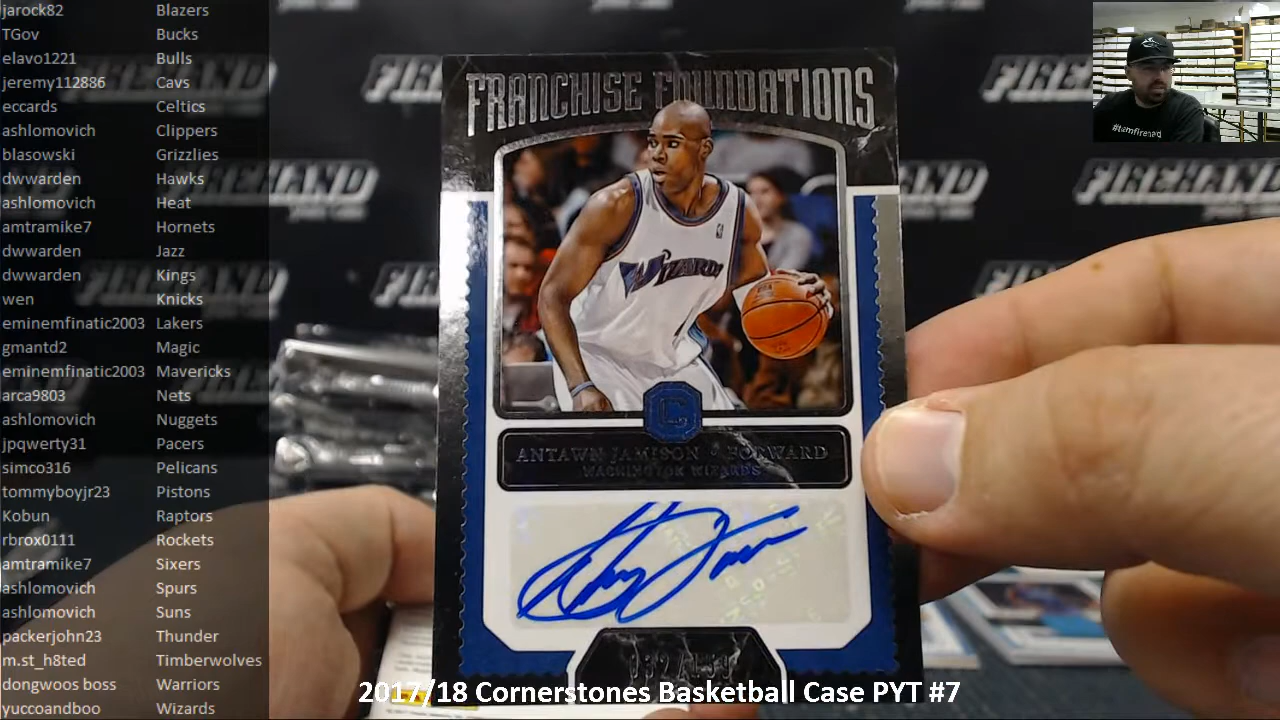 jarock82 Blazers
TGov Bucks
elavo1221 Bulls
jeremy112886 Cavs
eccards Celtics
ashlomovich Clippers
blasowski Grizzlies
dwwarden Hawks
ashlomovich Heat
amtramike7 Hornets
dwwarden Jazz
dwwarden Kings
wen Knicks
eminemfinatic2003 Lakers
gmantd2 Magic
eminemfinatic2003 Mavericks
arca9803 Nets
ashlomovich Nuggets
jpqwerty31 Pacers
simco316 Pelicans
tommyboyjr23 Pistons
Kobun Raptors
rbrox0111 Rockets
amtramike7 Sixers
ashlomovich Spurs
ashlomovich Suns
packerjohn23 Thunder
m.st_h8ted Timberwolves
dongwoos boss Warriors
yuccoandboo Wizards
FRANCHISE FOUNDATIONS
WIZARDS
C
ANTAWN JAMISON • FORWARD
WASHINGTON WIZARDS
2017/18 Cornerstones Basketball Case PYT #7
FIREHAND
FIREHAND
FIREHAND
FIREHAND